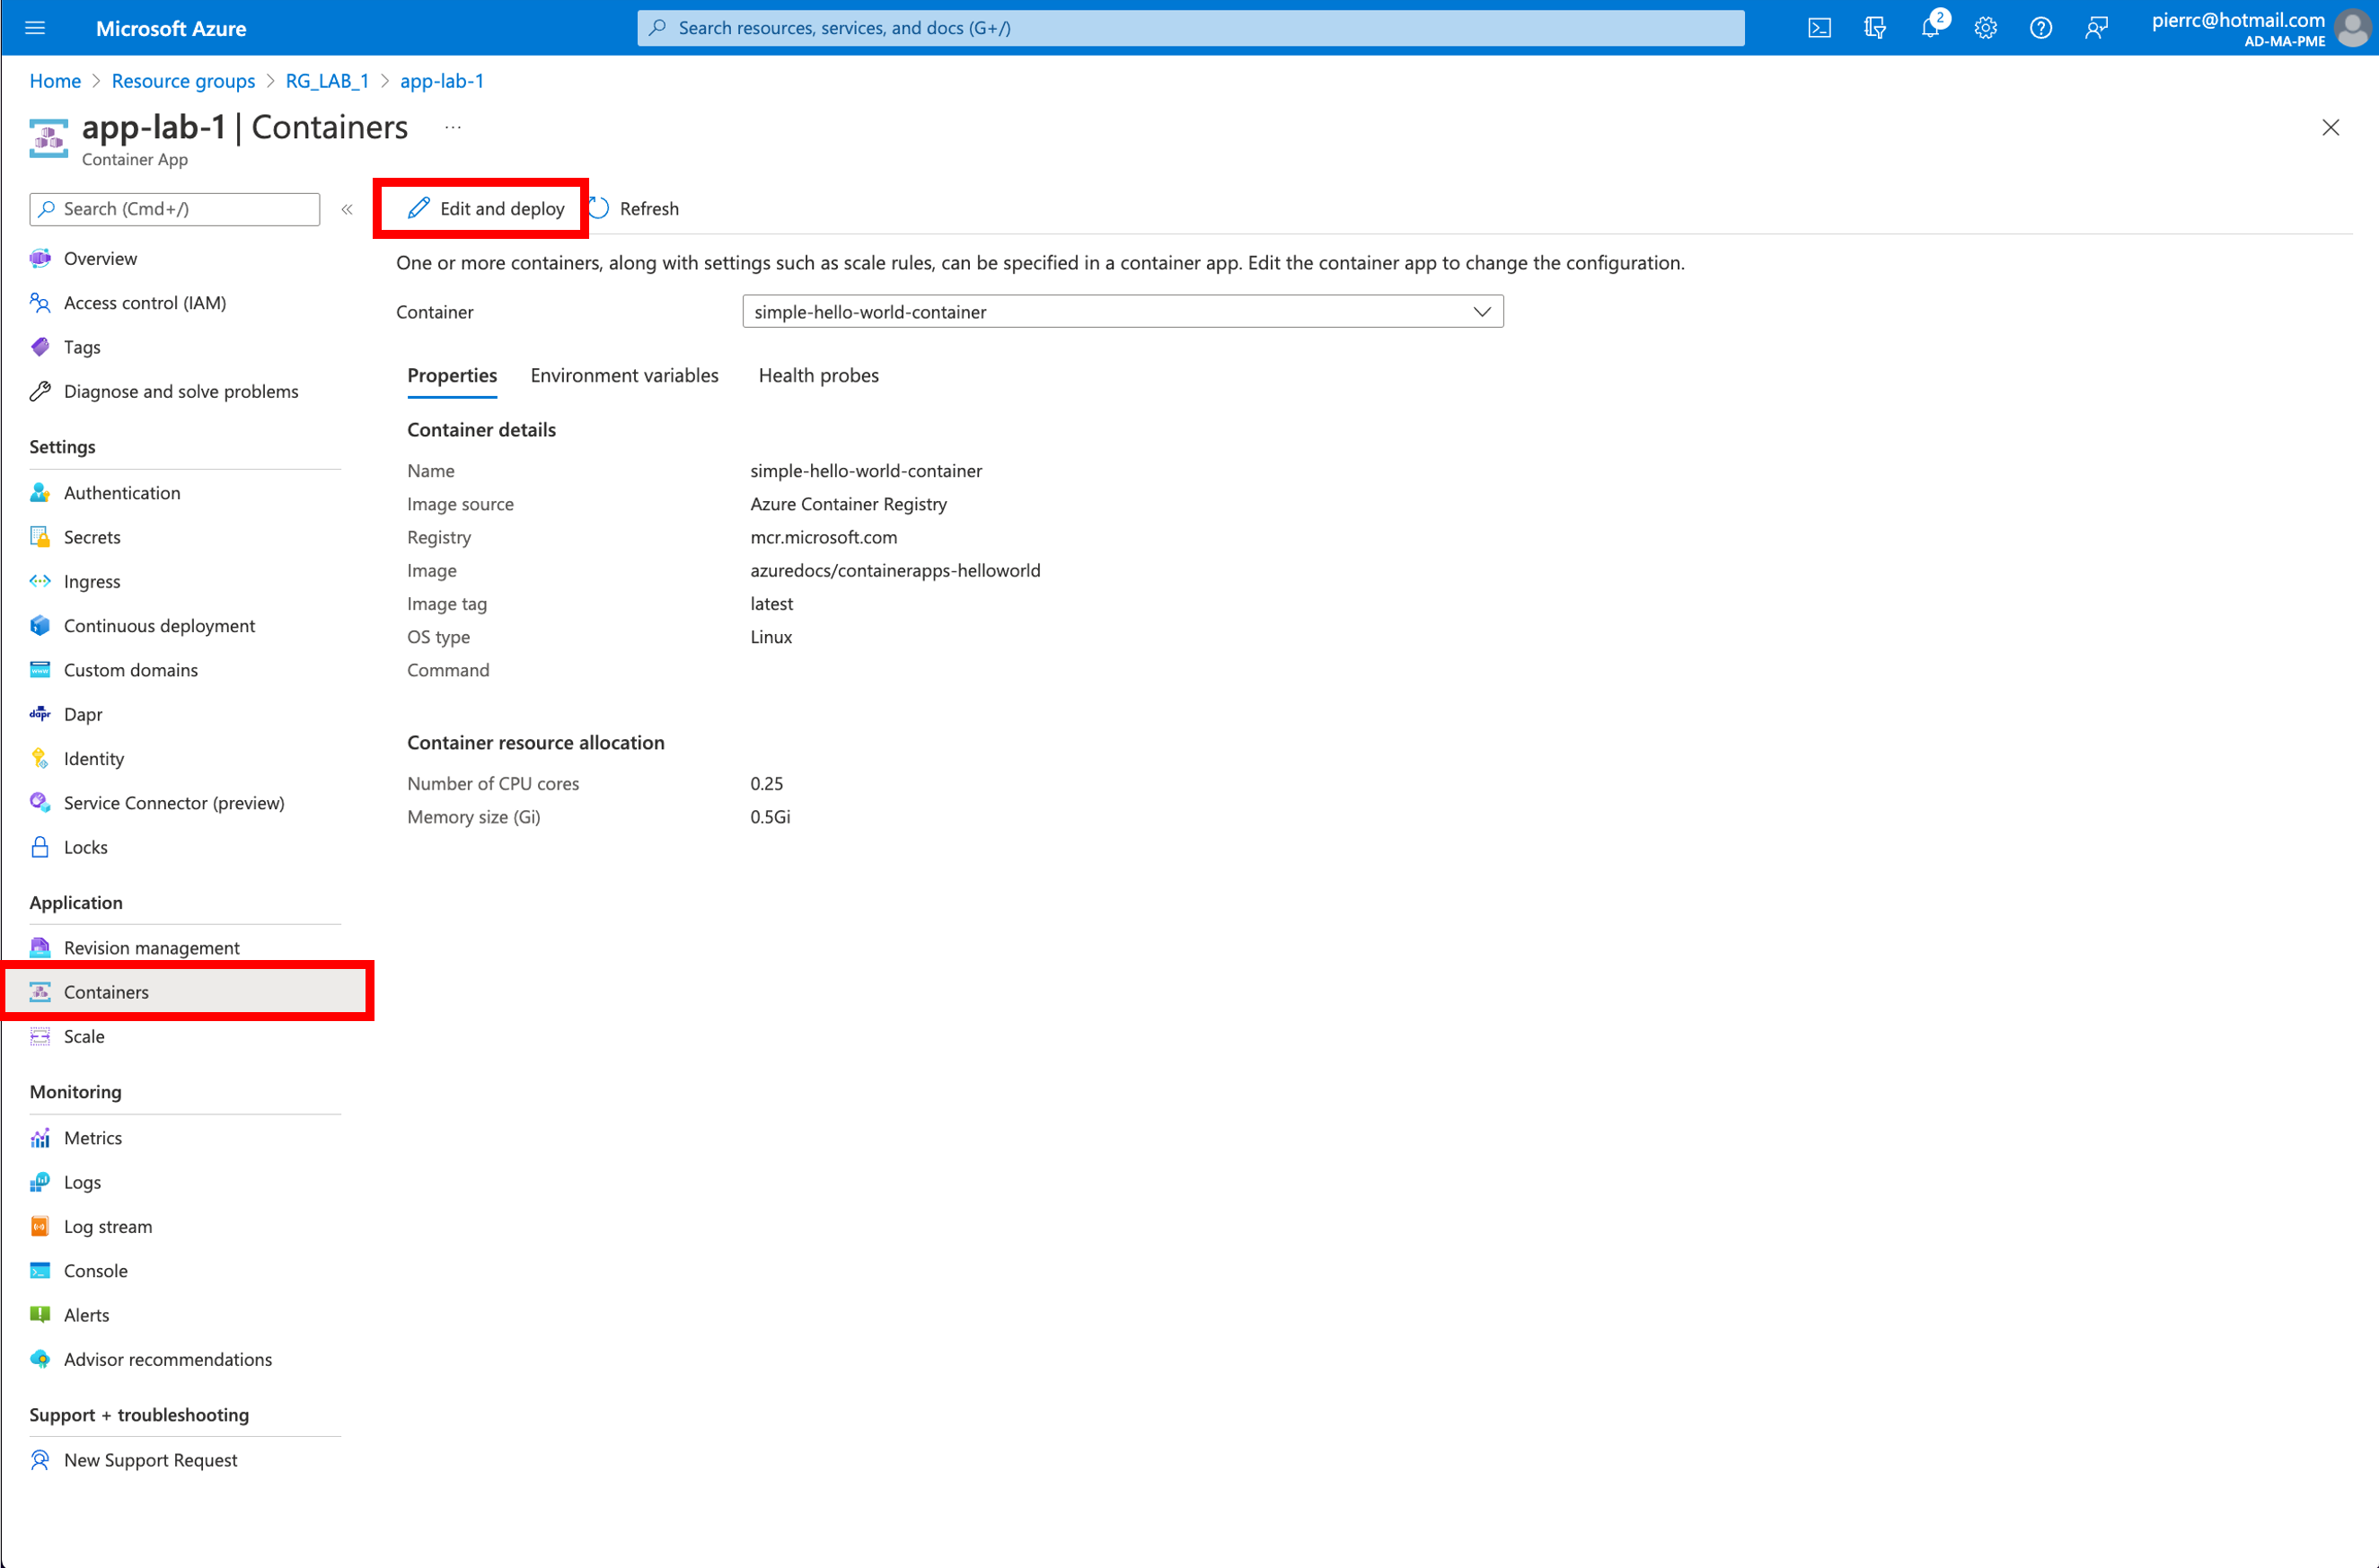 Microsoft Azure
Search resources, services, and docs (G+/)
2
pierrc@hotmail.com
AD-MA-PME
Home > Resource groups > RG_LAB_1 > app-lab-1
app-lab-1 | Containers ...
Container App
Search (Cmd+/)
«
Edit and deploy
Refresh
Overview
Access control (IAM)
Tags
Diagnose and solve problems
Settings
Authentication
Secrets
Ingress
Continuous deployment
Custom domains
dapr Dapr
Identity
Service Connector (preview)
Locks
Application
Revision management
Containers
Scale
Monitoring
Metrics
Logs
Log stream
Console
Alerts
Advisor recommendations
Support + troubleshooting
New Support Request
One or more containers, along with settings such as scale rules, can be specified in a container app. Edit the container app to change the configuration.
Container simple-hello-world-container
Properties Environment variables Health probes
Container details
Name simple-hello-world-container
Image source Azure Container Registry
Registry mcr.microsoft.com
Image azuredocs/containerapps-helloworld
Image tag latest
OS type Linux
Command
Container resource allocation
Number of CPU cores 0.25
Memory size (Gi) 0.5Gi